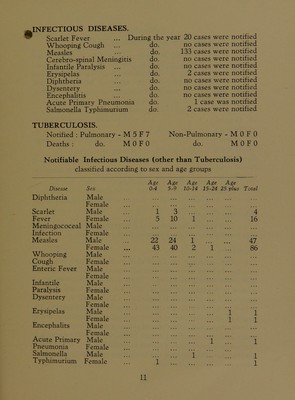 INFECTIOUS DISEASES.
Scarlet Fever ... During the year 20 cases were notified
Whooping Cough ... do. no cases were notified
Measles ... do. 133 cases were notified
Cerebro-spinal Meningitis do. no cases were notified
Infantile Paralysis ... do. no cases were notified
Erysipelas ... do. 2 cases were notified
Diphtheria ... do. no cases were notified
Dysentery ... do. no cases were notified
Encephalitis ... do. no cases were notified
Acute Primary Pneumonia do. 1 case was notified
Salmonella Typhimurium do. 2 cases were notified
TUBERCULOSIS.
Notified : Pulmonary - M 5 F 7 Non-Pulmonary - M 0 F 0
Deaths : do. M 0 F 0 do. M 0 F 0
Notifiable Infectious Diseases (other than Tuberculosis)
classified according to sex and age groups
Age Age Age Age Age
Disease Sex 0-4 5-9 10-14 15-24 25 plus Total
Diphtheria Male ... ... ... ... ... ...
Female ... ... ... ... ... ...
Scarlet Male 1 3 ... ... ... 4
Fever Female 5 10 1 ... ... 16
Meningococcal Male ... ... ... ... ... ...
Infection Female ... ... ... ... ... ...
Measles Male 22 24 1 ... ... 47
Female 43 40 2 1 ... 86
Whooping Male ... ... ... ... ... ...
Cough Female ... ... ... ... ... ...
Enteric Fever Male ... ... ... ... ... ...
Female ... ... ... ... ... ...
Infantile Male ... ... ... ... ... ...
Paralysis Female ... ... ... ... ... ...
Dysentery Male ... ... ... ... ... ...
Female ... ... ... ... ... ...
Erysipelas Male ... ... ... ... 1 1
Female ... ... ... ... 1 1
Encephalits Male ... ... ... ... ... ...
Female ... ... ... ... ... ...
Acute Primary Male ... ... ... 1 ... 1
Pneumonia Female ... ... ... ... ... ...
Salmonella Male ... ... 1 ... ... 1
Typhimurium Female 1 ... ... ... ... 1
11